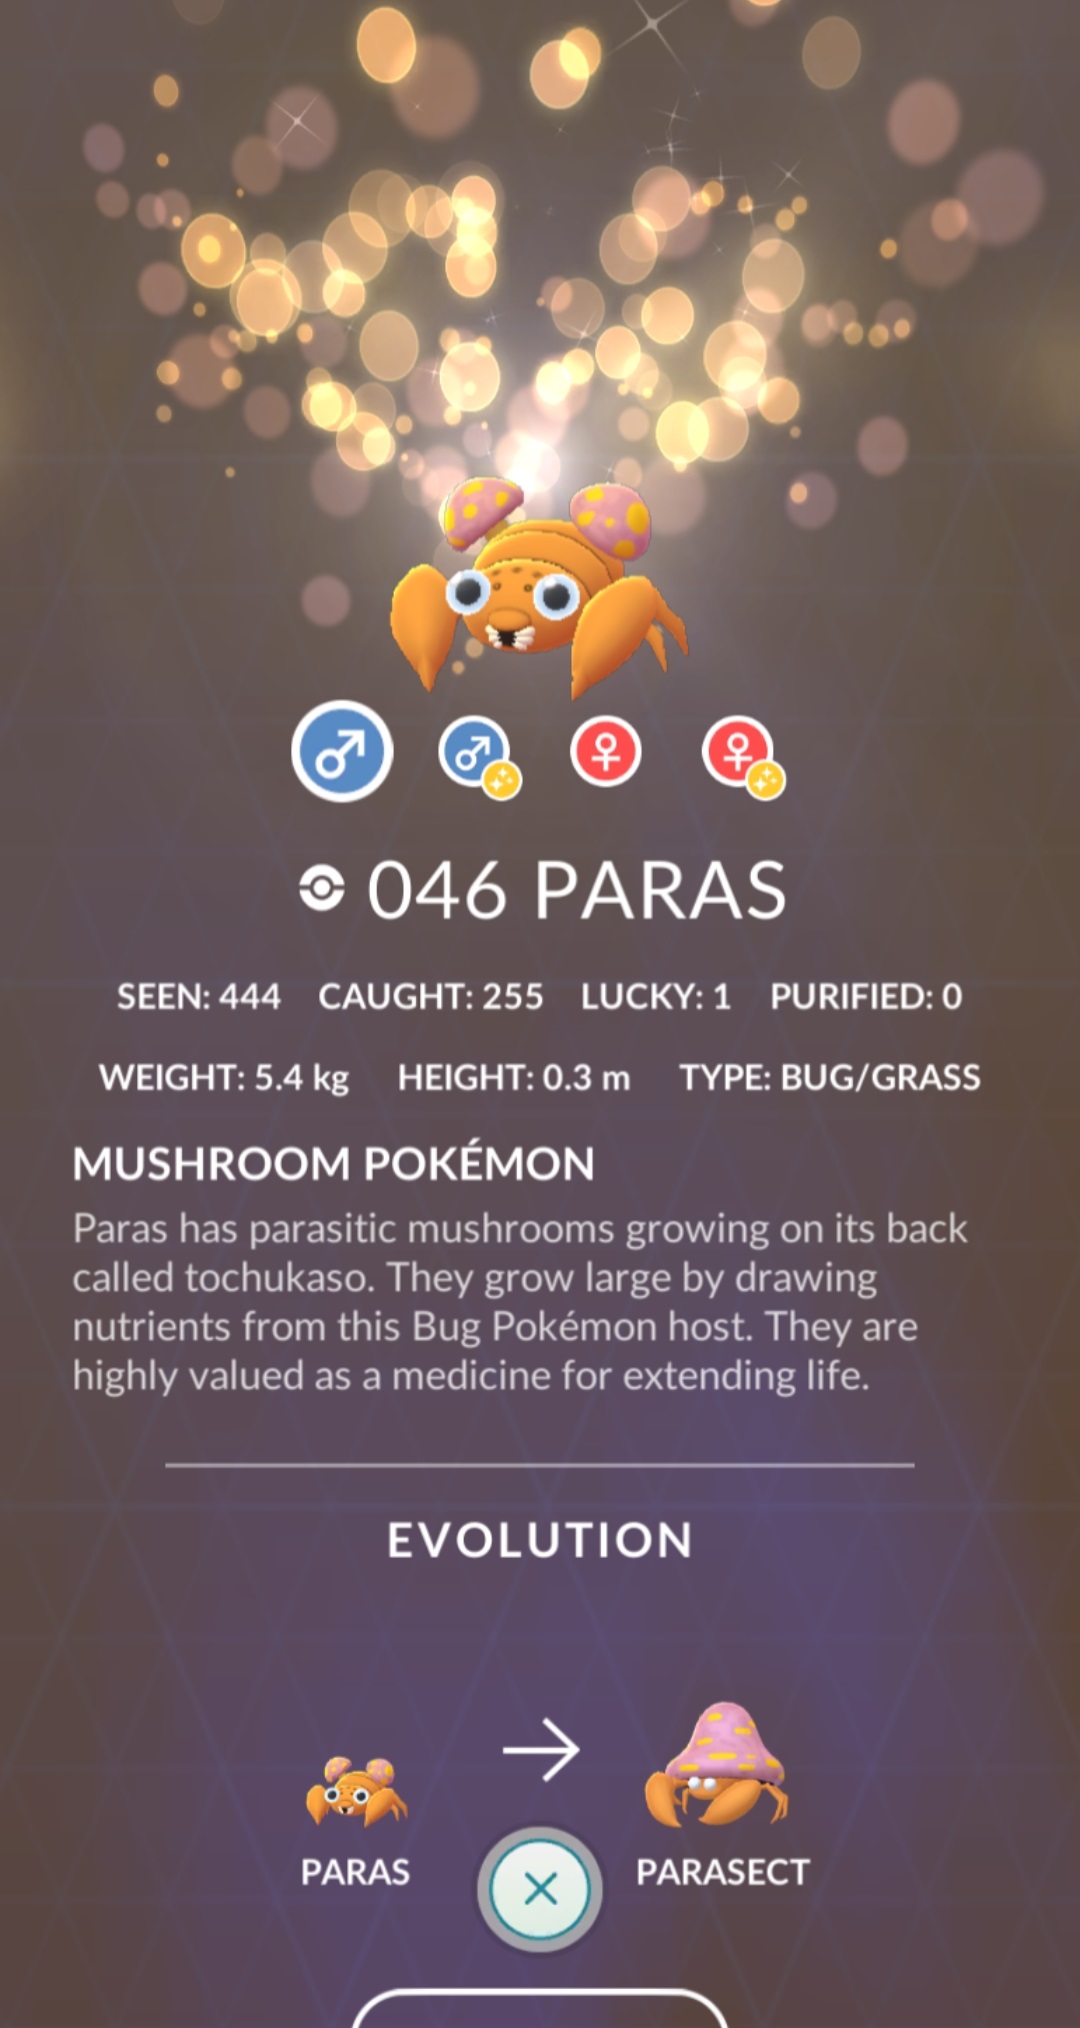 046 PARAS
SEEN: 444 CAUGHT: 255 LUCKY: 1 PURIFIED: 0
WEIGHT: 5.4 kg HEIGHT: 0.3 m TYPE: BUG/GRASS
MUSHROOM POKÉMON
Paras has parasitic mushrooms growing on its back
called tochukaso. They grow large by drawing
nutrients from this Bug Pokémon host. They are
highly valued as a medicine for extending life.
EVOLUTION
PARAS PARASECT